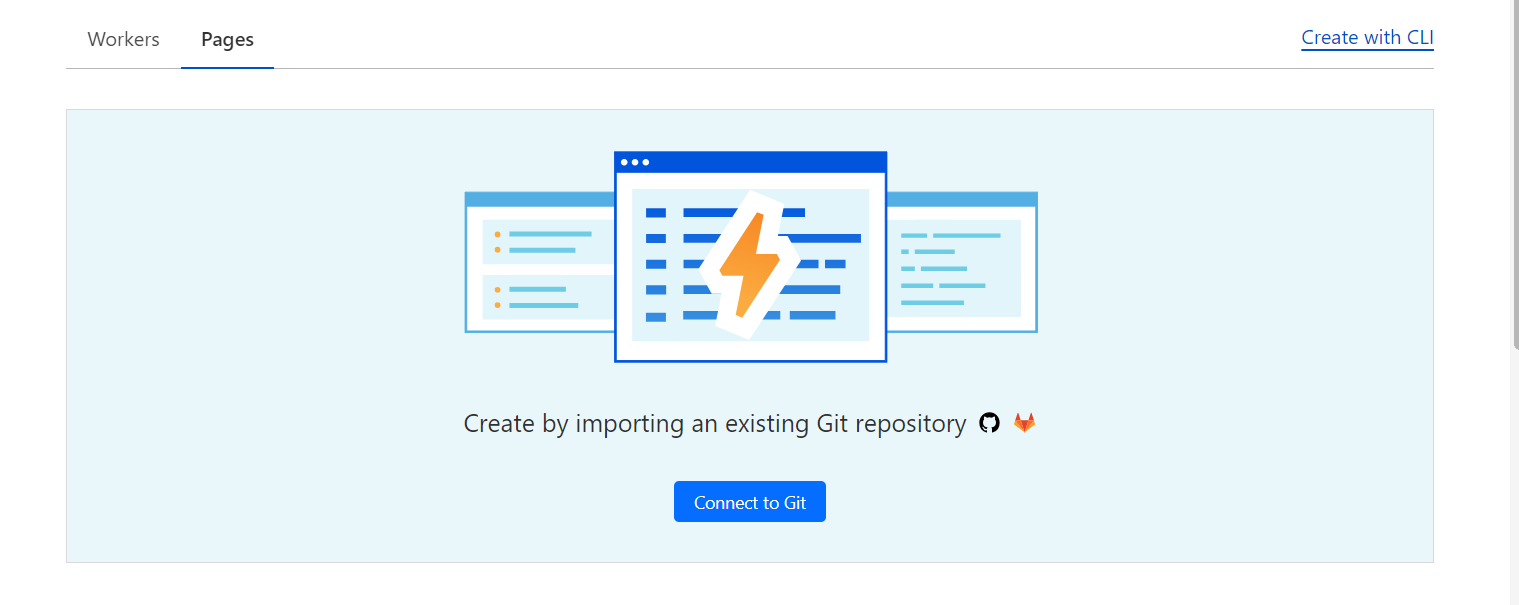 Workers Pages Create with CLI
Create by importing an existing Git repository
Connect to Git